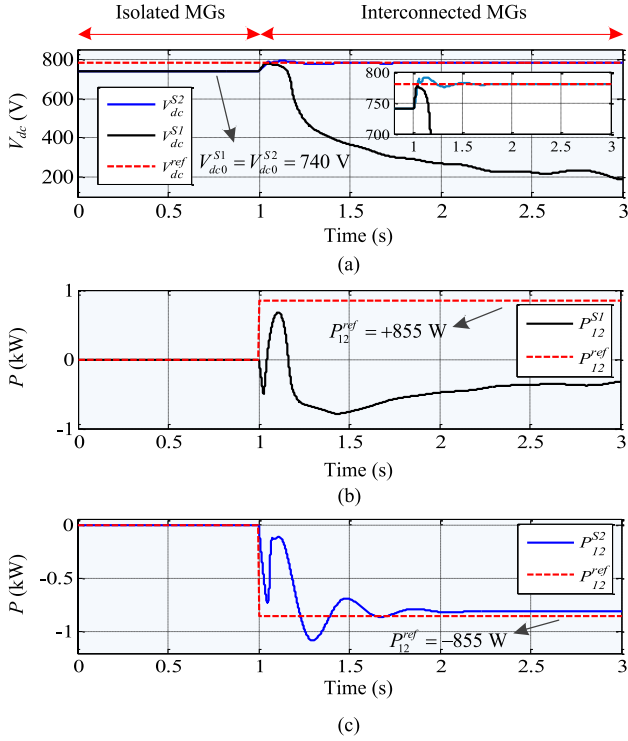 Isolated MGs Interconnected MGs
(a)
800
600
400
200
V_dc (V)
V_dc^S2
V_dc^S1
V_dc^ref
V_dc0^S1 = V_dc0^S2 = 740 V
800
750
700
1 1.5 2 2.5 3
0 0.5 1 1.5 2 2.5 3
Time (s)
(a)
1
0
-1
P (kW)
P_12^ref = +855 W
P_12^S1
P_12^ref
0 0.5 1 1.5 2 2.5 3
Time (s)
(b)
0
-0.5
-1
P (kW)
P_12^S2
P_12^ref
P_12^ref = −855 W
0 0.5 1 1.5 2 2.5 3
Time (s)
(c)